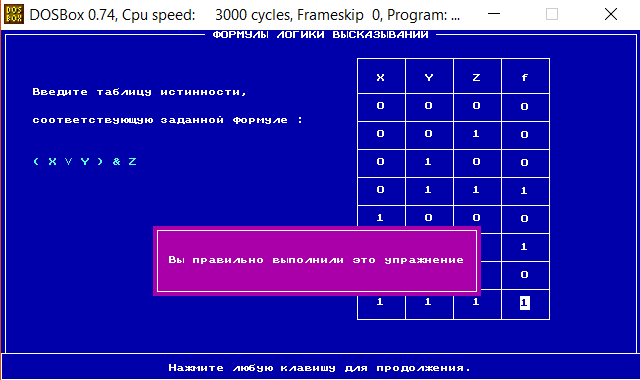 DOS BOX
DOSBox 0.74, Cpu speed: 3000 cycles, Frameskip 0, Program: ...
ФОРМУЛЫ ЛОГИКИ ВЫСКАЗЫВАНИЙ
Введите таблицу истинности,
соответствующую заданной формуле :
( X ∨ Y ) & Z
X Y Z f
0 0 0 0
0 0 1 0
0 1 0 0
0 1 1 1
1 0 0 0
1
0
1 1 1 1
Вы правильно выполнили это упражнение
Нажмите любую клавишу для продолжения.